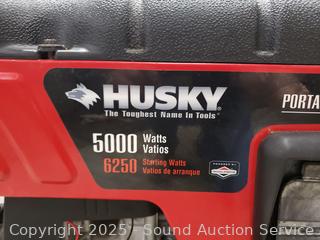 HUSKY
The Toughest Name In Tools
PORTA
5000 Watts
Vatios
6250 Starting Watts
Vatios de arranque
Copyright 2025 - Sound Auction Service